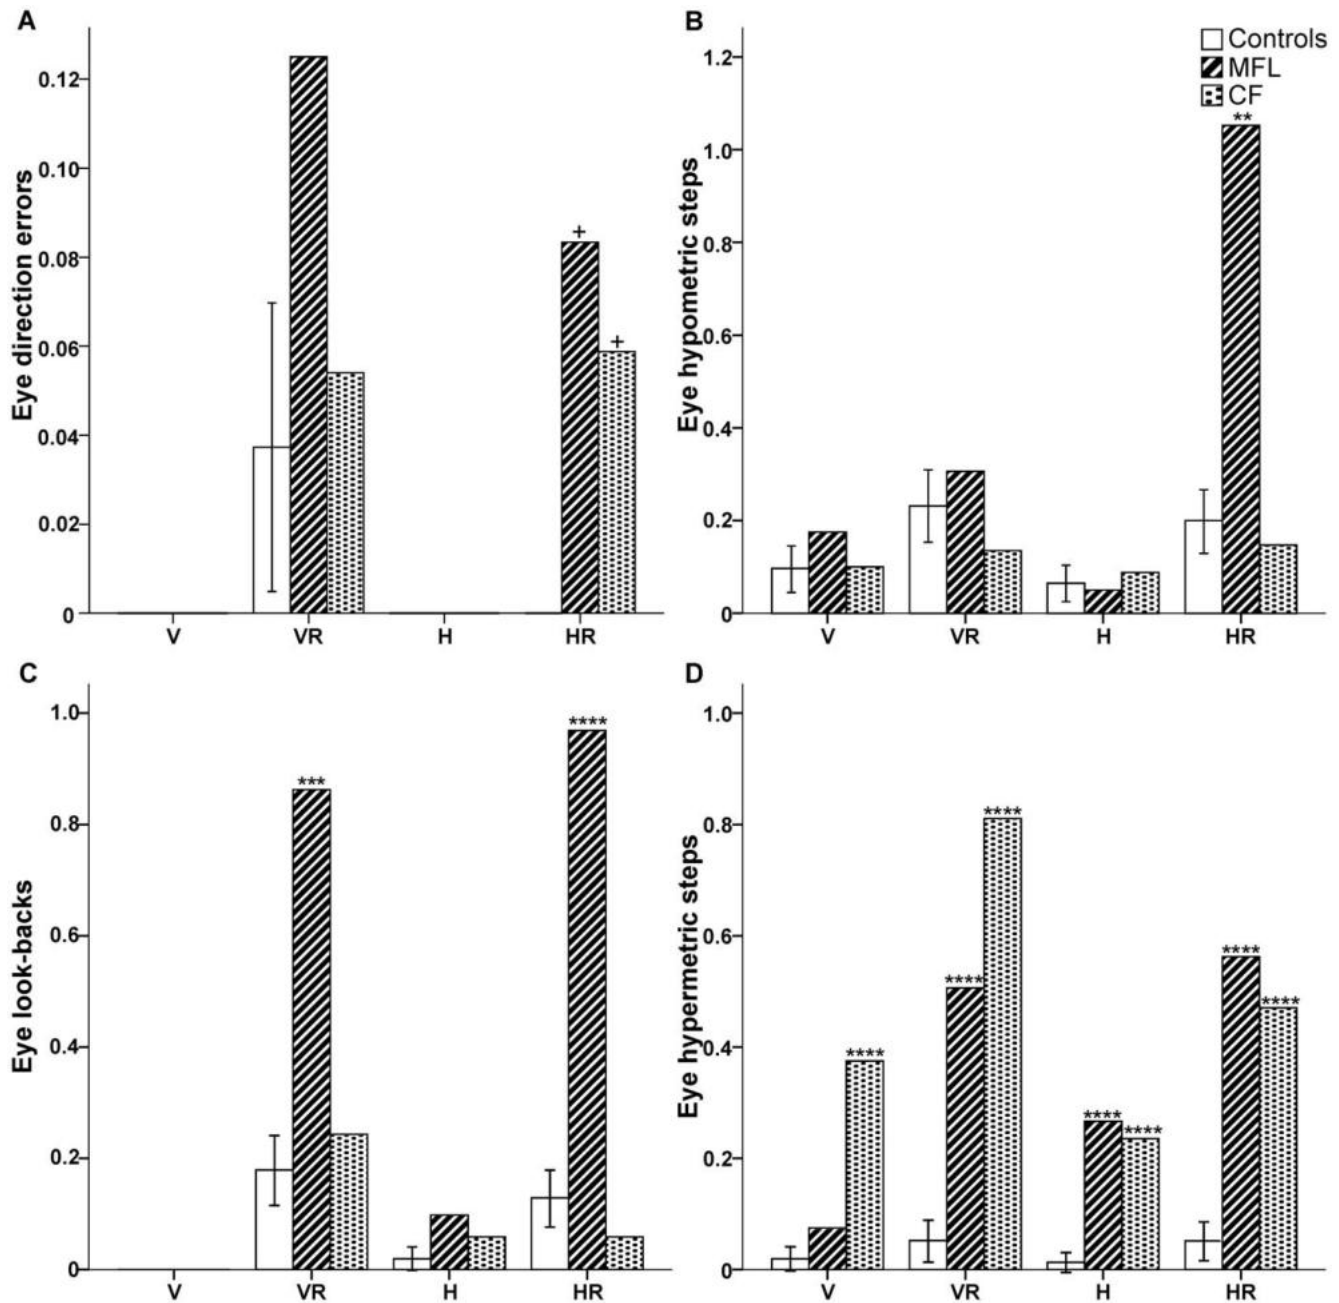 A
Eye direction errors
0.12
0.10
0.08
0.06
0.04
0.02
0
+
+
V VR H HR
B
Controls
MFL
CF
Eye hypometric steps
1.2
1.0
0.8
0.6
0.4
0.2
0
**
V VR H HR
C
Eye look-backs
1.0
0.8
0.6
0.4
0.2
0
***
****
V VR H HR
D
Eye hypermetric steps
1.0
0.8
0.6
0.4
0.2
0
****
**** ****
**** ****
**** ****
V VR H HR